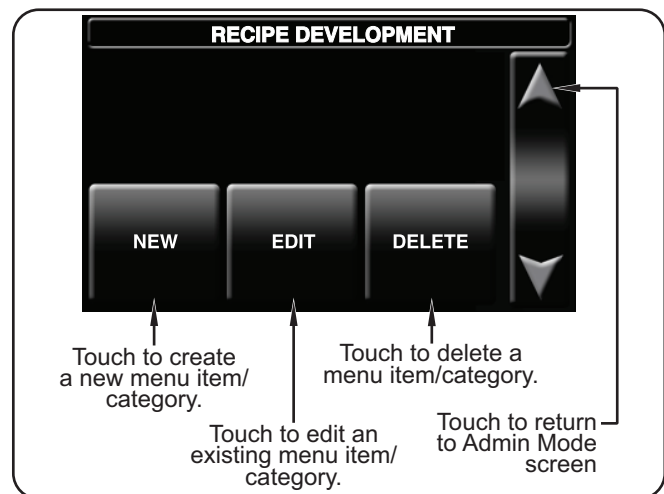 RECIPE DEVELOPMENT
NEW
EDIT
DELETE
Touch to create
a new menu item/
category.
Touch to edit an
existing menu item/
category.
Touch to delete a
menu item/category.
Touch to return
to Admin Mode
screen